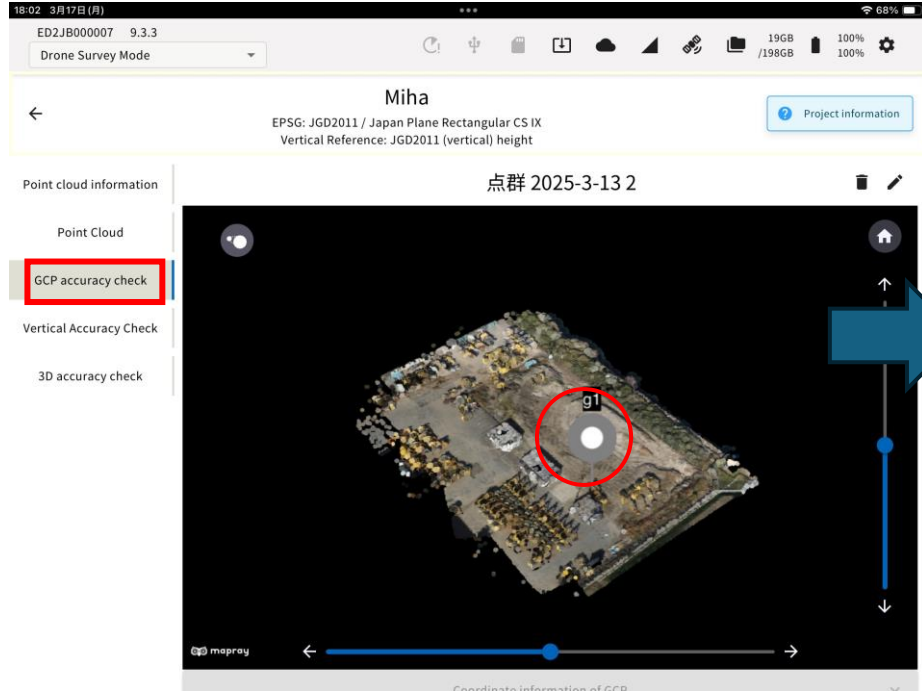 18:02 3月17日(月)
68%
ED2JB000007 9.3.3
Drone Survey Mode
19GB
/198GB
100%
100%
Miha
EPSG: JGD2011 / Japan Plane Rectangular CS IX
Vertical Reference: JGD2011 (vertical) height
? Project information
Point cloud information
点群 2025-3-13 2
Point Cloud
GCP accuracy check
Vertical Accuracy Check
3D accuracy check
g1
mapray
Coordinate information of GCP